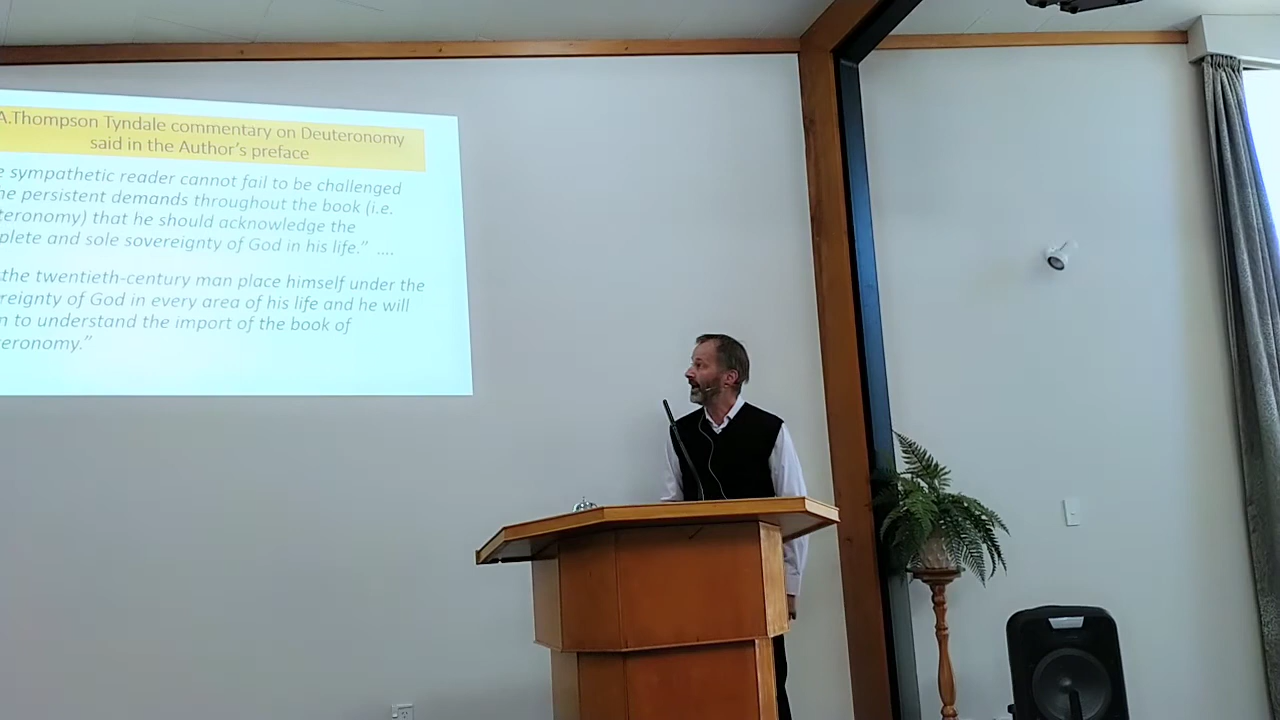 A.Thompson Tyndale commentary on Deuteronomy
said in the Author's preface
sympathetic reader cannot fail to be challenged
persistent demands throughout the book (i.e.
teronomy) that he should acknowledge the
plete and sole sovereignty of God in his life." ....
the twentieth-century man place himself under the
reignty of God in every area of his life and he will
n to understand the import of the book of
eronomy."